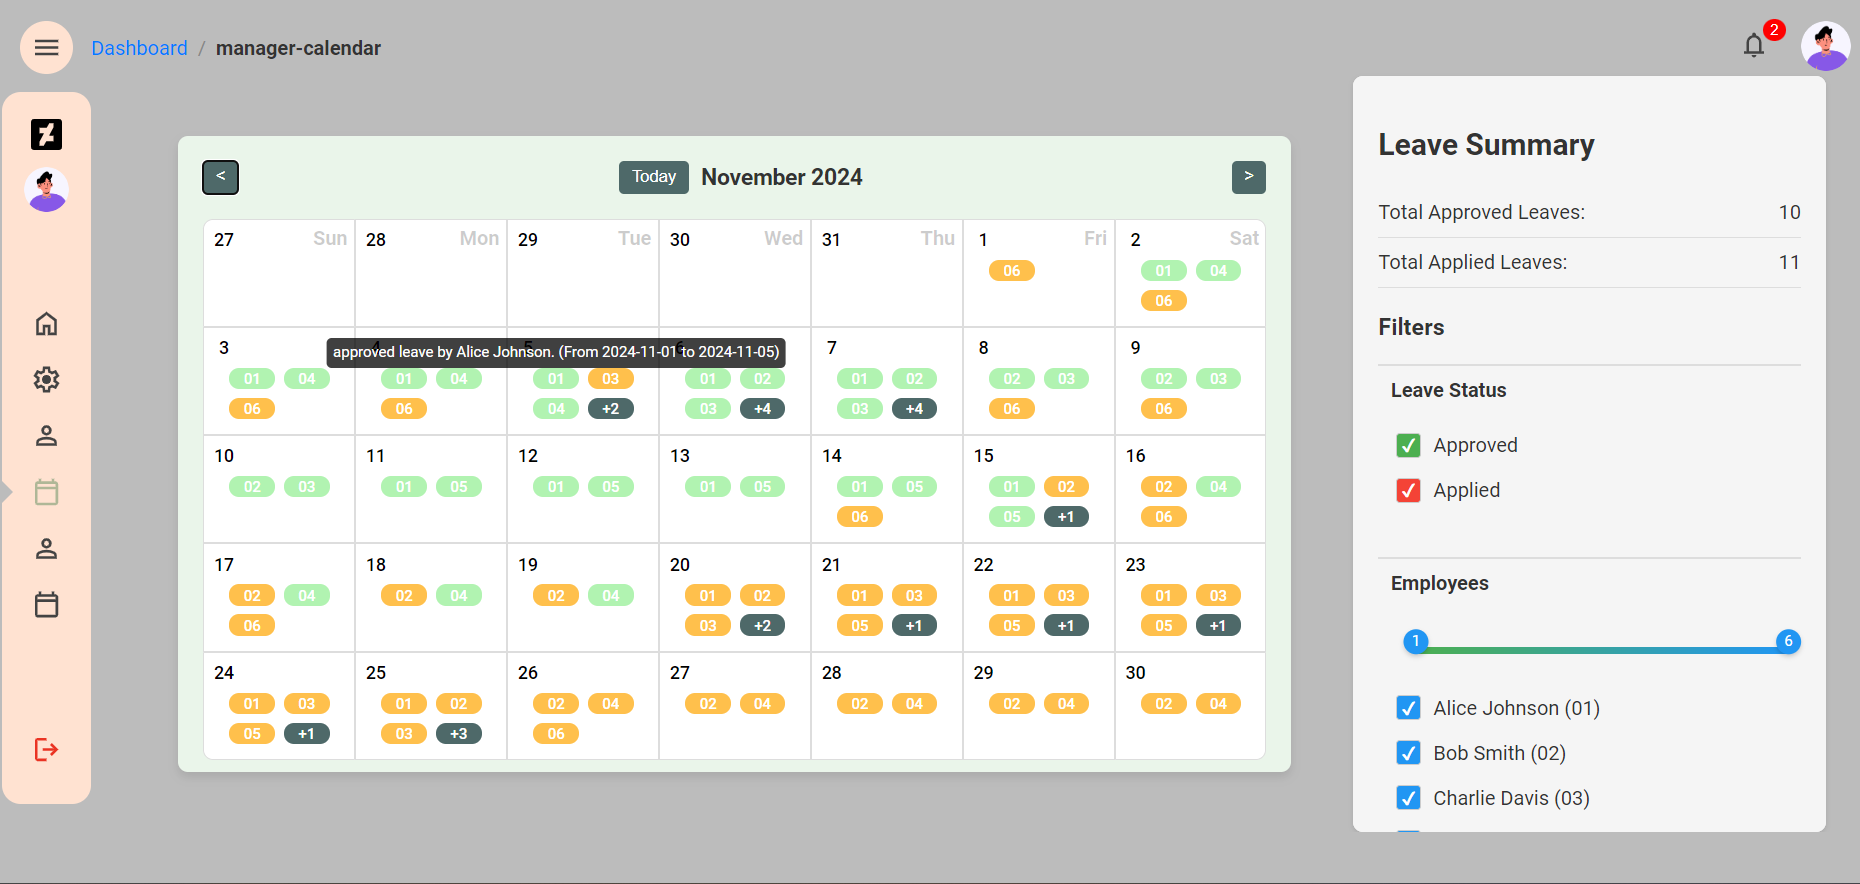 Dashboard / manager-calendar
2
< Today November 2024 >
27 Sun 28 Mon 29 Tue 30 Wed 31 Thu 1 Fri 2 Sat
06 01 04
06
3 4 5 6 7 8 9
approved leave by Alice Johnson. (From 2024-11-01 to 2024-11-05)
01 04 01 04 01 03 01 02 01 02 02 03 02 03
06 06 04 +2 03 +4 03 +4 06 06
10 11 12 13 14 15 16
02 03 01 05 01 05 01 05 01 05 01 02 02 04
06 05 +1 06
17 18 19 20 21 22 23
02 04 02 04 02 04 01 02 01 03 01 03 01 03
06 03 +2 05 +1 05 +1 05 +1
24 25 26 27 28 29 30
01 03 01 02 02 04 02 04 02 04 02 04 02 04
05 +1 03 +3 06
Leave Summary
Total Approved Leaves: 10
Total Applied Leaves: 11
Filters
Leave Status
Approved
Applied
Employees
1 6
Alice Johnson (01)
Bob Smith (02)
Charlie Davis (03)